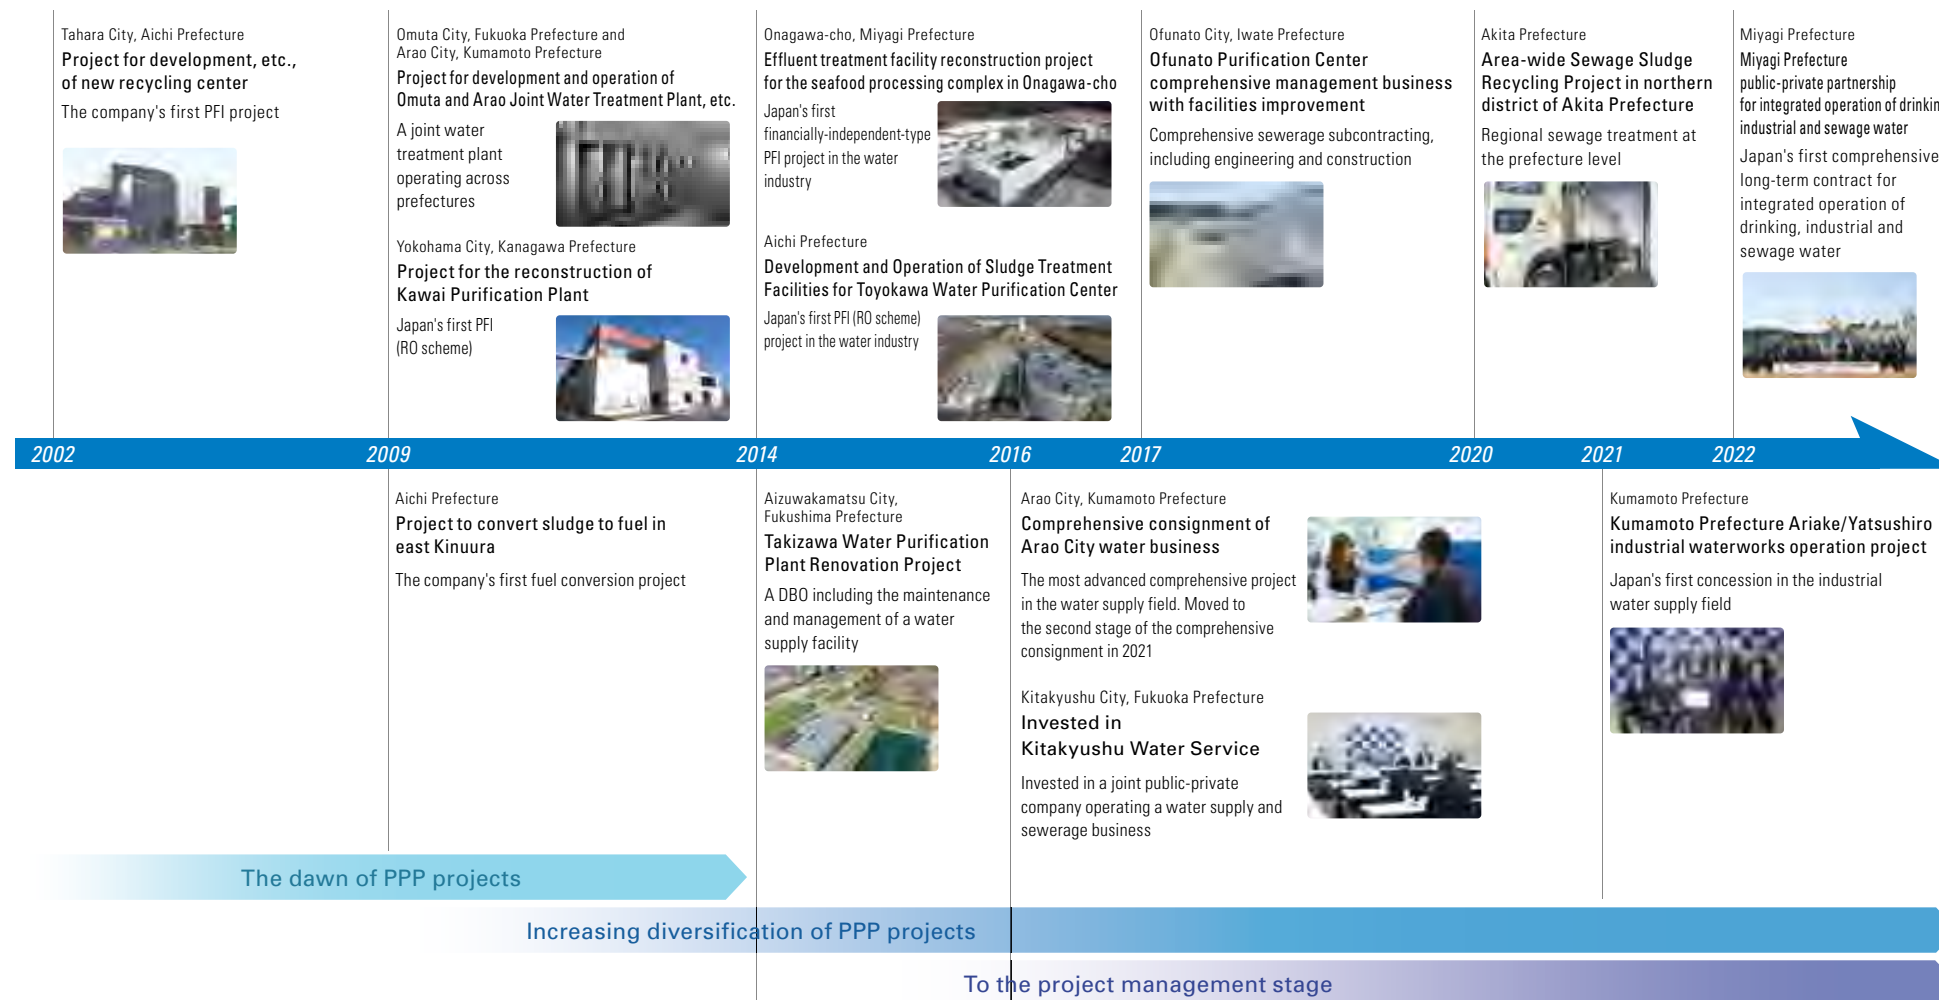 Tahara City, Aichi Prefecture
Project for development, etc.,
of new recycling center
The company's first PFI project
Omuta City, Fukuoka Prefecture and
Arao City, Kumamoto Prefecture
Project for development and operation of
Omuta and Arao Joint Water Treatment Plant, etc.
A joint water
treatment plant
operating across
prefectures
Yokohama City, Kanagawa Prefecture
Project for the reconstruction of
Kawai Purification Plant
Japan's first PFI
(RO scheme)
Onagawa-cho, Miyagi Prefecture
Effluent treatment facility reconstruction project
for the seafood processing complex in Onagawa-cho
Japan's first
financially-independent-type
PFI project in the water
industry
Aichi Prefecture
Development and Operation of Sludge Treatment
Facilities for Toyokawa Water Purification Center
Japan's first PFI (RO scheme)
project in the water industry
Ofunato City, Iwate Prefecture
Ofunato Purification Center
comprehensive management business
with facilities improvement
Comprehensive sewerage subcontracting,
including engineering and construction
Akita Prefecture
Area-wide Sewage Sludge
Recycling Project in northern
district of Akita Prefecture
Regional sewage treatment at
the prefecture level
Miyagi Prefecture
Miyagi Prefecture
public-private partnership
for integrated operation of drinkin
industrial and sewage water
Japan's first comprehensive
long-term contract for
integrated operation of
drinking, industrial and
sewage water
2002 2009 2014 2016 2017 2020 2021 2022
Aichi Prefecture
Project to convert sludge to fuel in
east Kinuura
The company's first fuel conversion project
Aizuwakamatsu City,
Fukushima Prefecture
Takizawa Water Purification
Plant Renovation Project
A DBO including the maintenance
and management of a water
supply facility
Arao City, Kumamoto Prefecture
Comprehensive consignment of
Arao City water business
The most advanced comprehensive project
in the water supply field. Moved to
the second stage of the comprehensive
consignment in 2021
Kitakyushu City, Fukuoka Prefecture
Invested in
Kitakyushu Water Service
Invested in a joint public-private
company operating a water supply and
sewerage business
Kumamoto Prefecture
Kumamoto Prefecture Ariake/Yatsushiro
industrial waterworks operation project
Japan's first concession in the industrial
water supply field
The dawn of PPP projects
Increasing diversification of PPP projects
To the project management stage